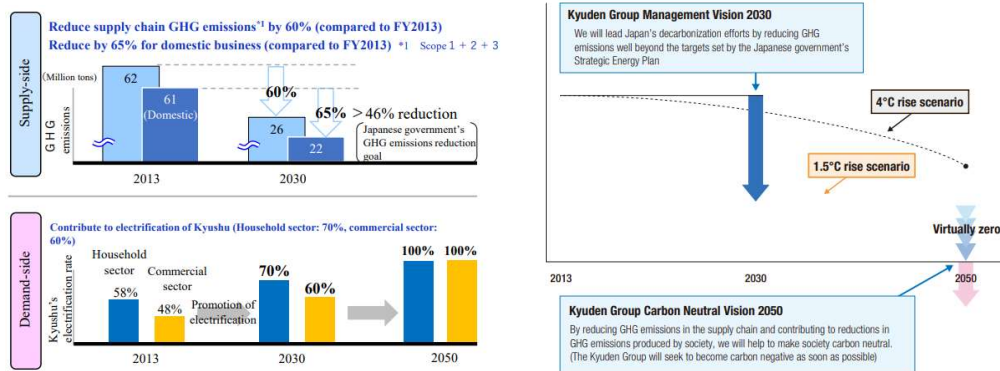 Supply-side
Reduce supply chain GHG emissions*1 by 60% (compared to FY2013)
Reduce by 65% for domestic business (compared to FY2013) *1 Scope 1 + 2 + 3
(Million tons)
GHG
emissions
62
61
(Domestic)
60%
65%
26
22
>46% reduction
Japanese government's
GHG emissions reduction
goal
2013
2030
Demand-side
Contribute to electrification of Kyushu (Household sector: 70%, commercial sector:
60%)
Kyushu's
electrification rate
Household
sector
58%
Commercial
sector
48%
Promotion of
electrification
70%
60%
100%
100%
2013
2030
2050
Kyuden Group Management Vision 2030
We will lead Japan's decarbonization efforts by reducing GHG
emissions well beyond the targets set by the Japanese government's
Strategic Energy Plan
4°C rise scenario
1.5°C rise scenario
Virtually zero
2013
2030
2050
Kyuden Group Carbon Neutral Vision 2050
By reducing GHG emissions in the supply chain and contributing to reductions in
GHG emissions produced by society, we will help to make society carbon neutral.
(The Kyuden Group will seek to become carbon negative as soon as possible)